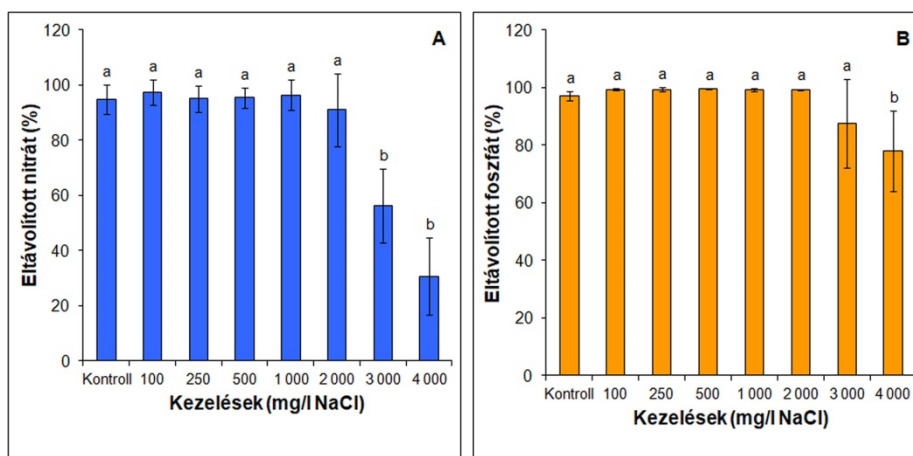 A
Eltávolított nitrát (%)
120
100
80
60
40
20
0
a a a a a a b b
Kontroll 100 250 500 1 000 2 000 3 000 4 000
Kezelések (mg/l NaCl)
B
Eltávolított foszfát (%)
120
100
80
60
40
20
0
a a a a a a a b
Kontroll 100 250 500 1 000 2 000 3 000 4 000
Kezelések (mg/l NaCl)